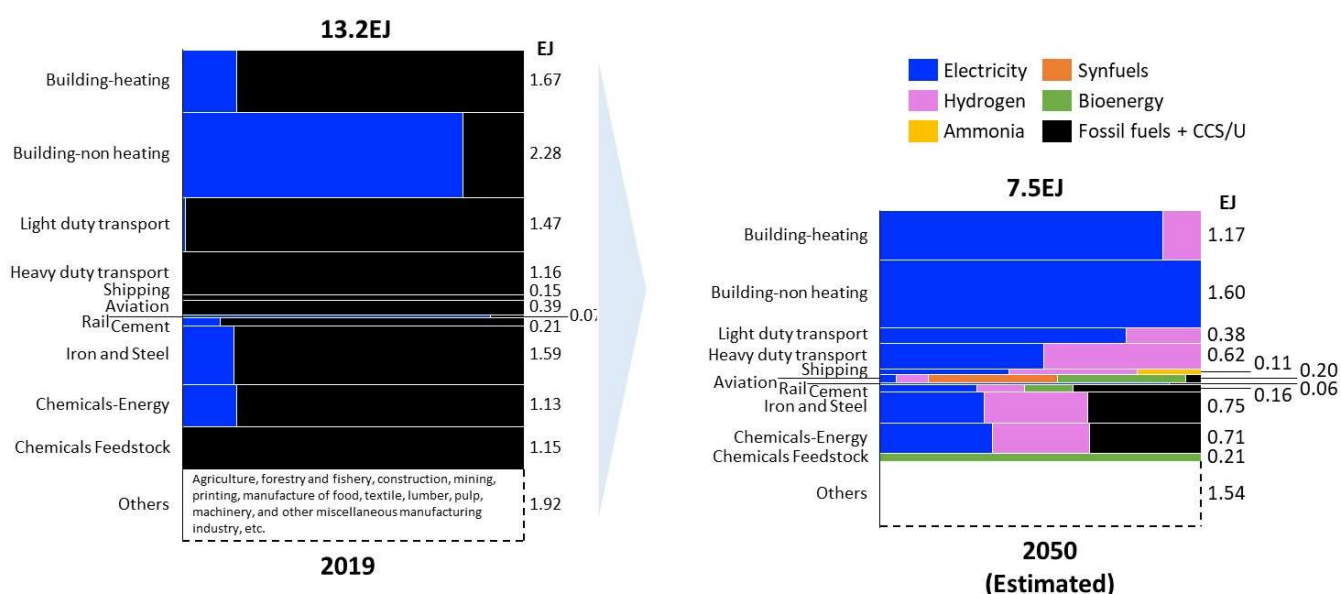 13.2EJ
EJ
Building-heating 1.67
Building-non heating 2.28
Light duty transport 1.47
Heavy duty transport 1.16
Shipping 0.15
Aviation 0.39
Rail 0.07
Cement 0.21
Iron and Steel 1.59
Chemicals-Energy 1.13
Chemicals Feedstock 1.15
Others 1.92
Agriculture, forestry and fishery, construction, mining,
printing, manufacture of food, textile, lumber, pulp,
machinery, and other miscellaneous manufacturing
industry, etc.
2019
Electricity Synfuels
Hydrogen Bioenergy
Ammonia Fossil fuels + CCS/U
7.5EJ
EJ
Building-heating 1.17
Building-non heating 1.60
Light duty transport 0.38
Heavy duty transport 0.62
Shipping 0.11
Aviation 0.20
Rail 0.06
Cement 0.16
Iron and Steel 0.75
Chemicals-Energy 0.71
Chemicals Feedstock 0.21
Others 1.54
2050
(Estimated)